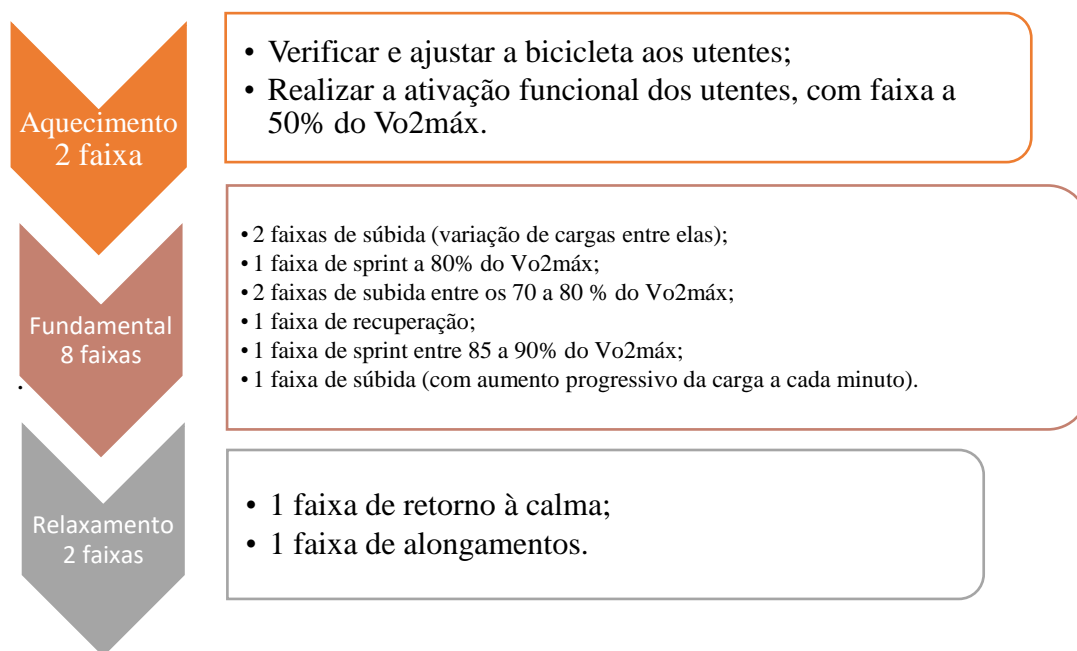 Aquecimento
2 faixa
• Verificar e ajustar a bicicleta aos utentes;
• Realizar a ativação funcional dos utentes, com faixa a
50% do Vo2máx.
Fundamental
8 faixas
.
• 2 faixas de súbida (variação de cargas entre elas);
• 1 faixa de sprint a 80% do Vo2máx;
• 2 faixas de subida entre os 70 a 80 % do Vo2máx;
• 1 faixa de recuperação;
• 1 faixa de sprint entre 85 a 90% do Vo2máx;
• 1 faixa de súbida (com aumento progressivo da carga a cada minuto).
Relaxamento
2 faixas
• 1 faixa de retorno à calma;
• 1 faixa de alongamentos.